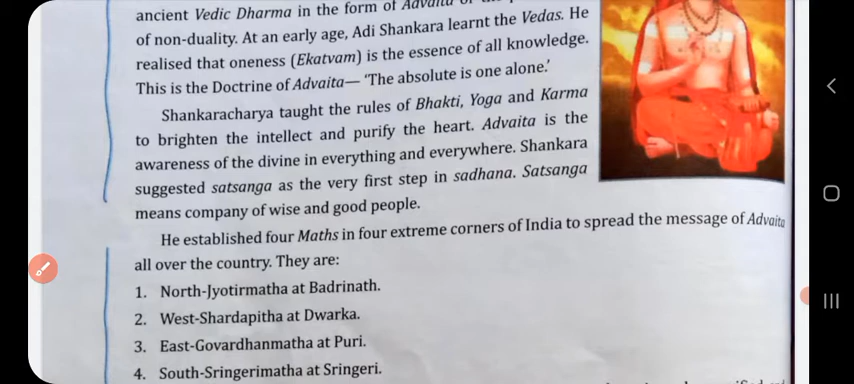 ancient Vedic Dharma in the form of Advaita
of non-duality. At an early age, Adi Shankara learnt the Vedas. He
realised that oneness (Ekatvam) is the essence of all knowledge.
This is the Doctrine of Advaita— 'The absolute is one alone.'
Shankaracharya taught the rules of Bhakti, Yoga and Karma
to brighten the intellect and purify the heart. Advaita is the
awareness of the divine in everything and everywhere. Shankara
suggested satsanga as the very first step in sadhana. Satsanga
means company of wise and good people.
He established four Maths in four extreme corners of India to spread the message of Advaita
all over the country. They are:
1. North-Jyotirmatha at Badrinath.
2. West-Shardapitha at Dwarka.
3. East-Govardhanmatha at Puri.
4. South-Sringerimatha at Sringeri.